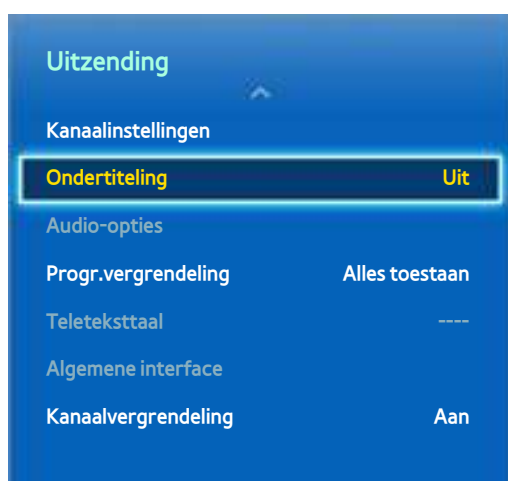 Uitzending
Kanaalinstellingen
Ondertiteling Uit
Audio-opties
Progr.vergrendeling Alles toestaan
Teleteksttaal ----
Algemene interface
Kanaalvergrendeling Aan